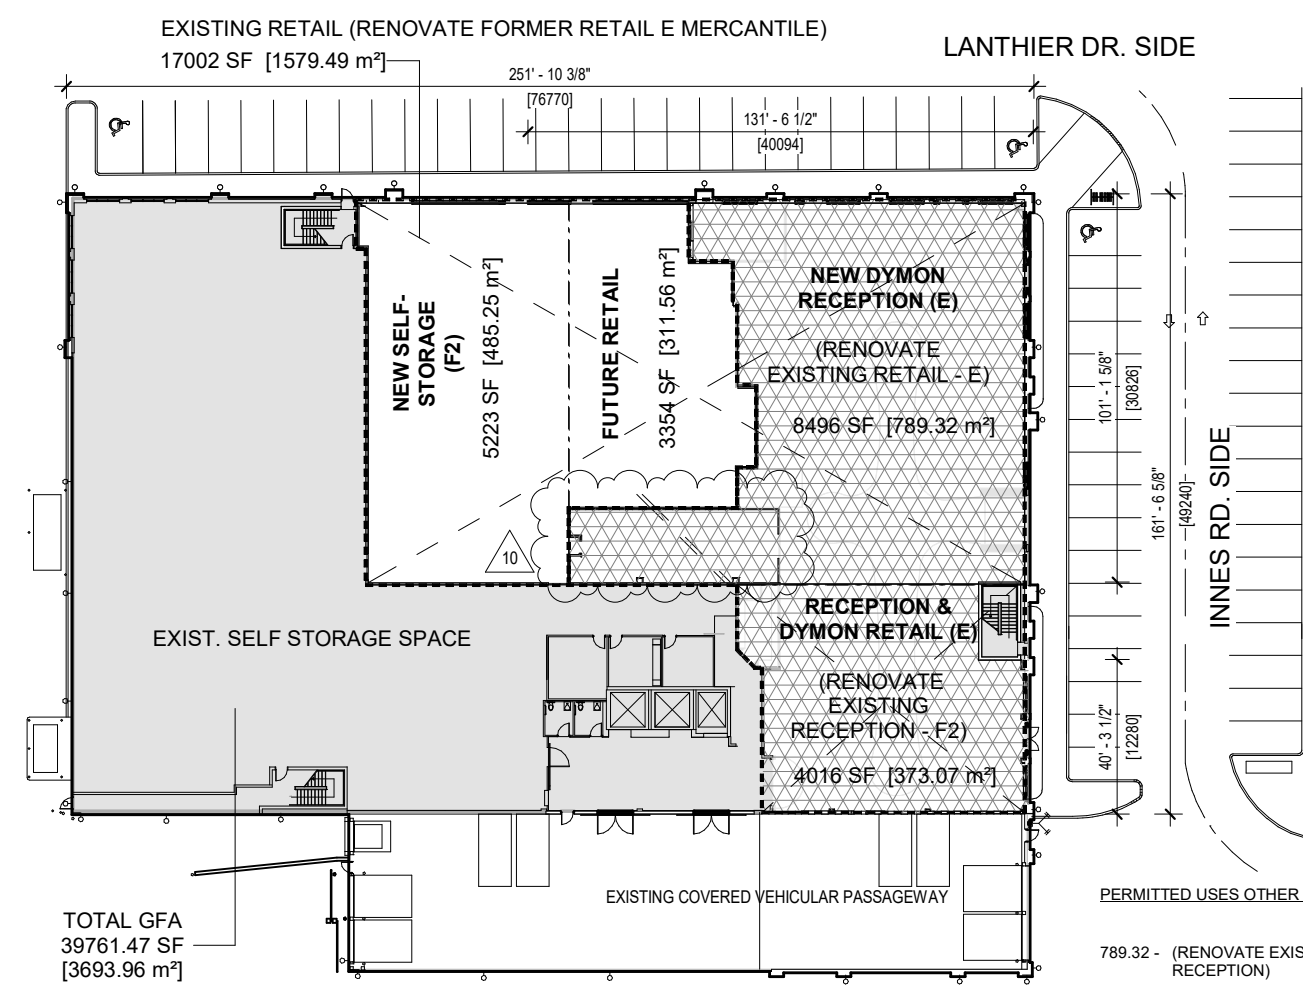 EXISTING RETAIL (RENOVATE FORMER RETAIL E MERCANTILE)
17002 SF [1579.49 m²]
LANTHIER DR. SIDE
251' - 10 3/8"
[76770]
131' - 6 1/2"
[40094]
NEW SELF-
STORAGE
(F2)
5223 SF [485.25 m²]
FUTURE RETAIL
3354 SF [311.56 m²]
NEW DYMON
RECEPTION (E)
(RENOVATE
EXISTING RETAIL - E)
8496 SF [789.32 m²]
101' - 1 5/8"
[30826]
161' - 6 5/8"
[49240]
INNES RD. SIDE
10
EXIST. SELF STORAGE SPACE
RECEPTION &
DYMON RETAIL (E)
(RENOVATE
EXISTING
RECEPTION - F2)
4016 SF [373.07 m²]
40' - 3 1/2"
[12280]
EXISTING COVERED VEHICULAR PASSAGEWAY
TOTAL GFA
39761.47 SF
[3693.96 m²]
PERMITTED USES OTHER
789.32 - (RENOVATE EXIS
RECEPTION)